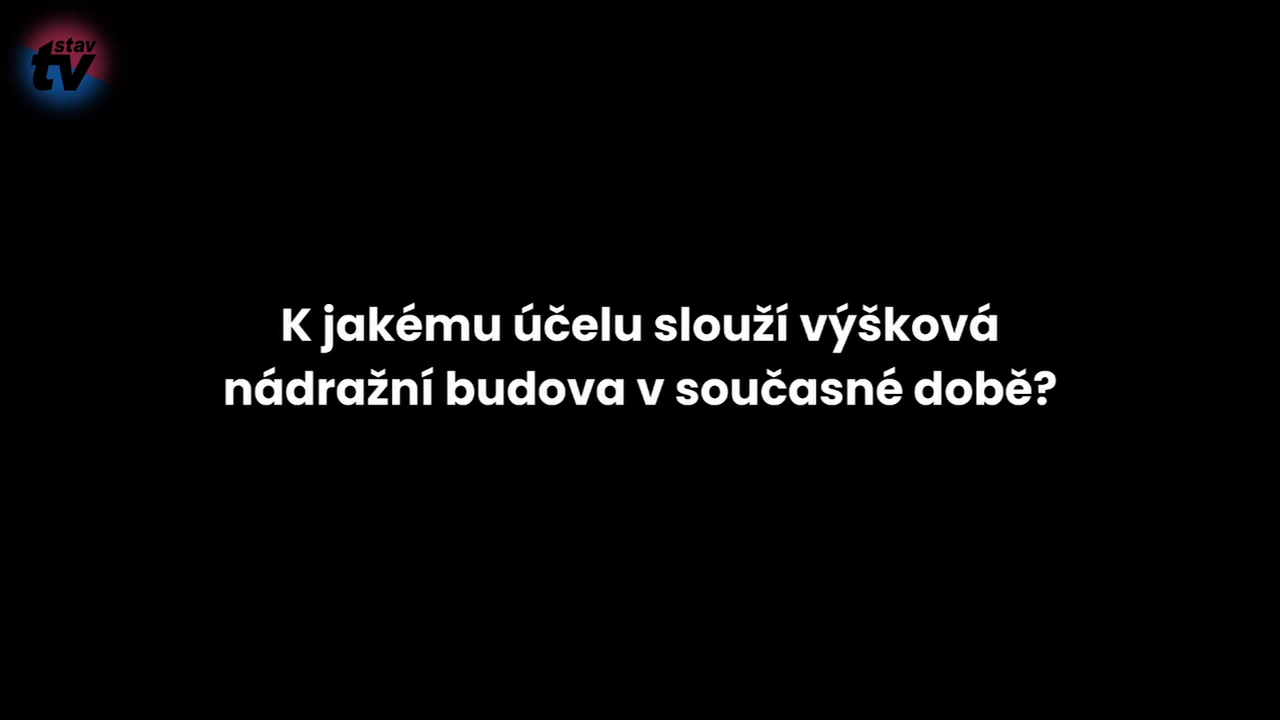 stav
tv
K jakému účelu slouží výšková
nádražní budova v současné době?